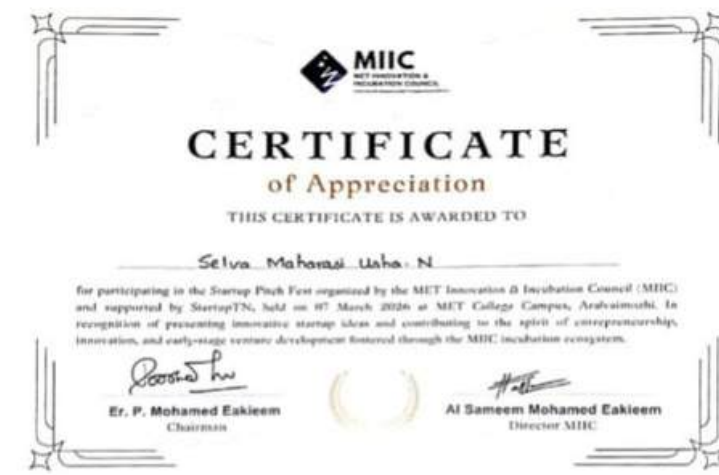 MIIC
MET INNOVATION &
INCUBATION COUNCIL
CERTIFICATE
of Appreciation
THIS CERTIFICATE IS AWARDED TO
Selva Maharasi Usha. N
for participating in the Startup Pitch Fest organized by the MET Innovation & Incubation Council (MIIC)
and supported by StartupTN, held on 07 March 2026 at MET College Campus, Aralvaimozhi. In
recognition of presenting innovative startup ideas and contributing to the spirit of entrepreneurship,
innovation, and early-stage venture development fostered through the MIIC incubation ecosystem.
Er. P. Mohamed Eakieem
Chairman
Al Sameem Mohamed Eakieem
Director MIIC